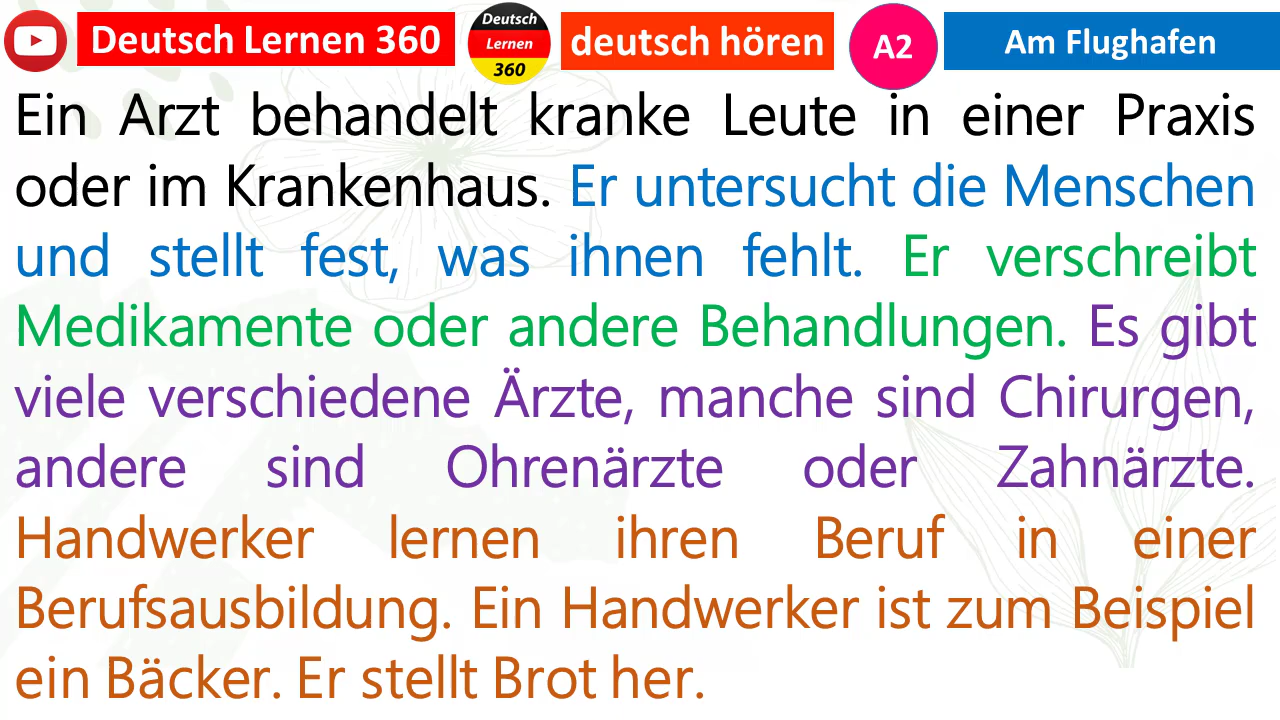 Deutsch Lernen 360
Deutsch
Lernen
360
deutsch hören
A2
Am Flughafen
Ein Arzt behandelt kranke Leute in einer Praxis
oder im Krankenhaus. Er untersucht die Menschen
und stellt fest, was ihnen fehlt. Er verschreibt
Medikamente oder andere Behandlungen. Es gibt
viele verschiedene Ärzte, manche sind Chirurgen,
andere sind Ohrenärzte oder Zahnärzte.
Handwerker lernen ihren Beruf in einer
Berufsausbildung. Ein Handwerker ist zum Beispiel
ein Bäcker. Er stellt Brot her.